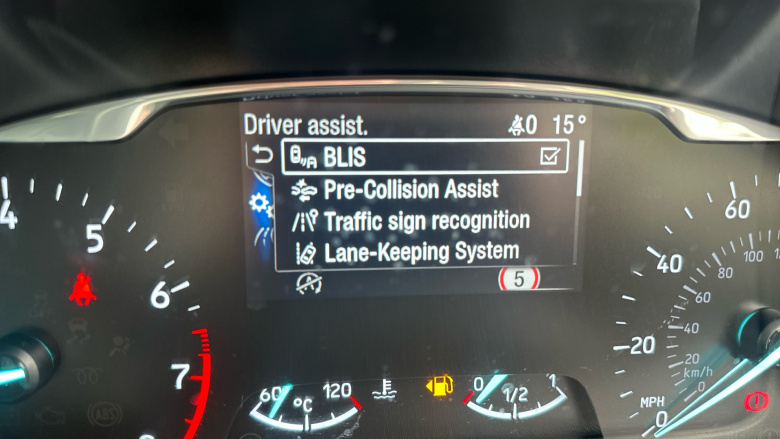 Driver assist.
0 15°
BLIS
Pre-Collision Assist
Traffic sign recognition
Lane-Keeping System
5
4
5
6
7
60
120
°C
0
1/2
1
60
40
20
MPH
0
100
80
60
40
20
km/h
0
ABS